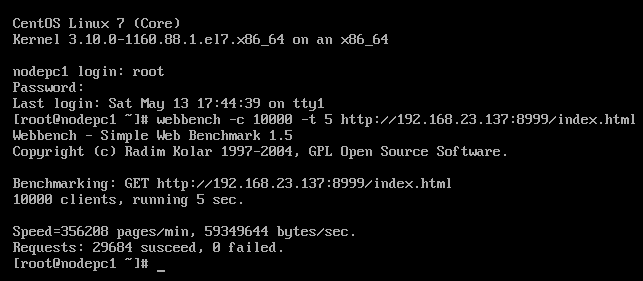 CentOS Linux 7 (Core)
Kernel 3.10.0-1160.88.1.el7.x86_64 on an x86_64
nodepc1 login: root
Password:
Last login: Sat May 13 17:44:39 on tty1
[root@nodepc1 ~]# webbench -c 10000 -t 5 http://192.168.23.137:8999/index.html
Webbench - Simple Web Benchmark 1.5
Copyright (c) Radim Kolar 1997-2004, GPL Open Source Software.
Benchmarking: GET http://192.168.23.137:8999/index.html
10000 clients, running 5 sec.
Speed=356208 pages/min, 59349644 bytes/sec.
Requests: 29684 susceed, 0 failed.
[root@nodepc1 ~]# _